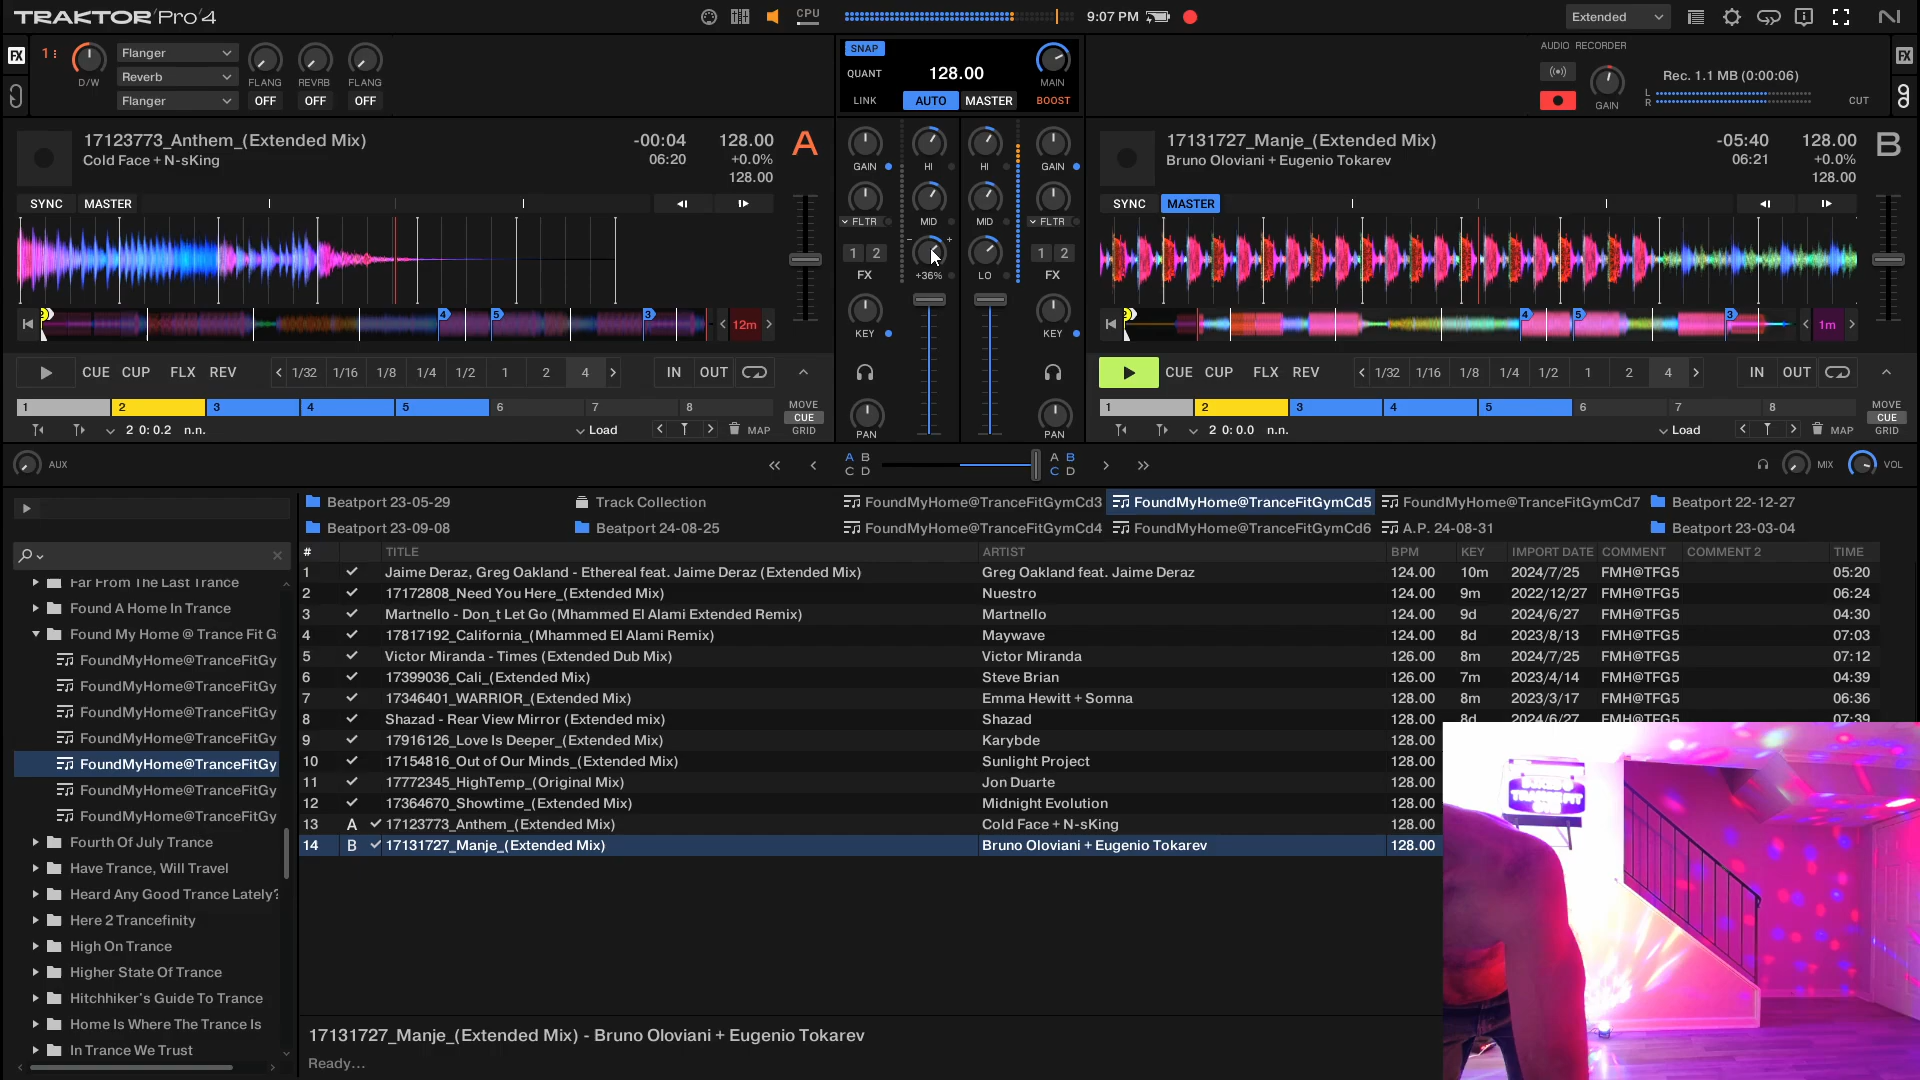 TRAKTOR Pro 4
CPU
9:07 PM
Extended
FX
1
D/W
Flanger
Reverb
Flanger
FLANG
REVRB
FLANG
OFF
OFF
OFF
SNAP
QUANT
128.00
MAIN
LINK
AUTO
MASTER
BOOST
AUDIO RECORDER
GAIN
Rec. 1.1 MB (0:00:06)
L
R
CUT
FX
17123773_Anthem_(Extended Mix)
Cold Face + N-sKing
-00:04
06:20
128.00
+0.0%
128.00
A
SYNC
MASTER
4
5
3
12m
CUE
CUP
FLX
REV
1/32
1/16
1/8
1/4
1/2
1
2
4
IN
OUT
1
2
3
4
5
6
7
8
MOVE
CUE
GRID
2 0: 0.2 n.n.
Load
MAP
GAIN
HI
HI
GAIN
FLTR
MID
MID
FLTR
1 2
FX
- +
+36%
LO
1 2
FX
KEY
KEY
PAN
PAN
17131727_Manje_(Extended Mix)
Bruno Oloviani + Eugenio Tokarev
-05:40
06:21
128.00
+0.0%
128.00
B
SYNC
MASTER
4
5
3
1m
CUE
CUP
FLX
REV
1/32
1/16
1/8
1/4
1/2
1
2
4
IN
OUT
1
2
3
4
5
6
7
8
MOVE
CUE
GRID
2 0: 0.0 n.n.
Load
MAP
AUX
A B
C D
A B
C D
MIX
VOL
Beatport 23-05-29
Track Collection
FoundMyHome@TranceFitGymCd3
FoundMyHome@TranceFitGymCd5
FoundMyHome@TranceFitGymCd7
Beatport 22-12-27
Beatport 23-09-08
Beatport 24-08-25
FoundMyHome@TranceFitGymCd4
FoundMyHome@TranceFitGymCd6
A.P. 24-08-31
Beatport 23-03-04
Far From The Last Trance
Found A Home In Trance
Found My Home @ Trance Fit G
FoundMyHome@TranceFitGy
FoundMyHome@TranceFitGy
FoundMyHome@TranceFitGy
FoundMyHome@TranceFitGy
FoundMyHome@TranceFitGy
FoundMyHome@TranceFitGy
FoundMyHome@TranceFitGy
Fourth Of July Trance
Have Trance, Will Travel
Heard Any Good Trance Lately?
Here 2 Trancefinity
High On Trance
Higher State Of Trance
Hitchhiker's Guide To Trance
Home Is Where The Trance Is
In Trance We Trust
# TITLE ARTIST BPM KEY IMPORT DATE COMMENT COMMENT 2 TIME
1 Jaime Deraz, Greg Oakland - Ethereal feat. Jaime Deraz (Extended Mix) Greg Oakland feat. Jaime Deraz 124.00 10m 2024/7/25 FMH@TFG5 05:20
2 17172808_Need You Here_(Extended Mix) Nuestro 124.00 9m 2022/12/27 FMH@TFG5 06:24
3 Martnello - Don_t Let Go (Mhammed El Alami Extended Remix) Martnello 124.00 9d 2024/6/27 FMH@TFG5 04:30
4 17817192_California_(Mhammed El Alami Remix) Maywave 124.00 8d 2023/8/13 FMH@TFG5 07:03
5 Victor Miranda - Times (Extended Dub Mix) Victor Miranda 126.00 8m 2024/7/25 FMH@TFG5 07:12
6 17399036_Cali_(Extended Mix) Steve Brian 126.00 7m 2023/4/14 FMH@TFG5 04:39
7 17346401_WARRIOR_(Extended Mix) Emma Hewitt + Somna 128.00 8m 2023/3/17 FMH@TFG5 06:36
8 Shazad - Rear View Mirror (Extended mix) Shazad 128.00 8d 2024/6/27 FMH@TFG5 07:39
9 17916126_Love Is Deeper_(Extended Mix) Karybde 128.00
10 17154816_Out of Our Minds_(Extended Mix) Sunlight Project 128.00
11 17772345_HighTemp_(Original Mix) Jon Duarte 128.00
12 17364670_Showtime_(Extended Mix) Midnight Evolution 128.00
13 A 17123773_Anthem_(Extended Mix) Cold Face + N-sKing 128.00
14 B 17131727_Manje_(Extended Mix) Bruno Oloviani + Eugenio Tokarev 128.00
17131727_Manje_(Extended Mix) - Bruno Oloviani + Eugenio Tokarev
Ready...